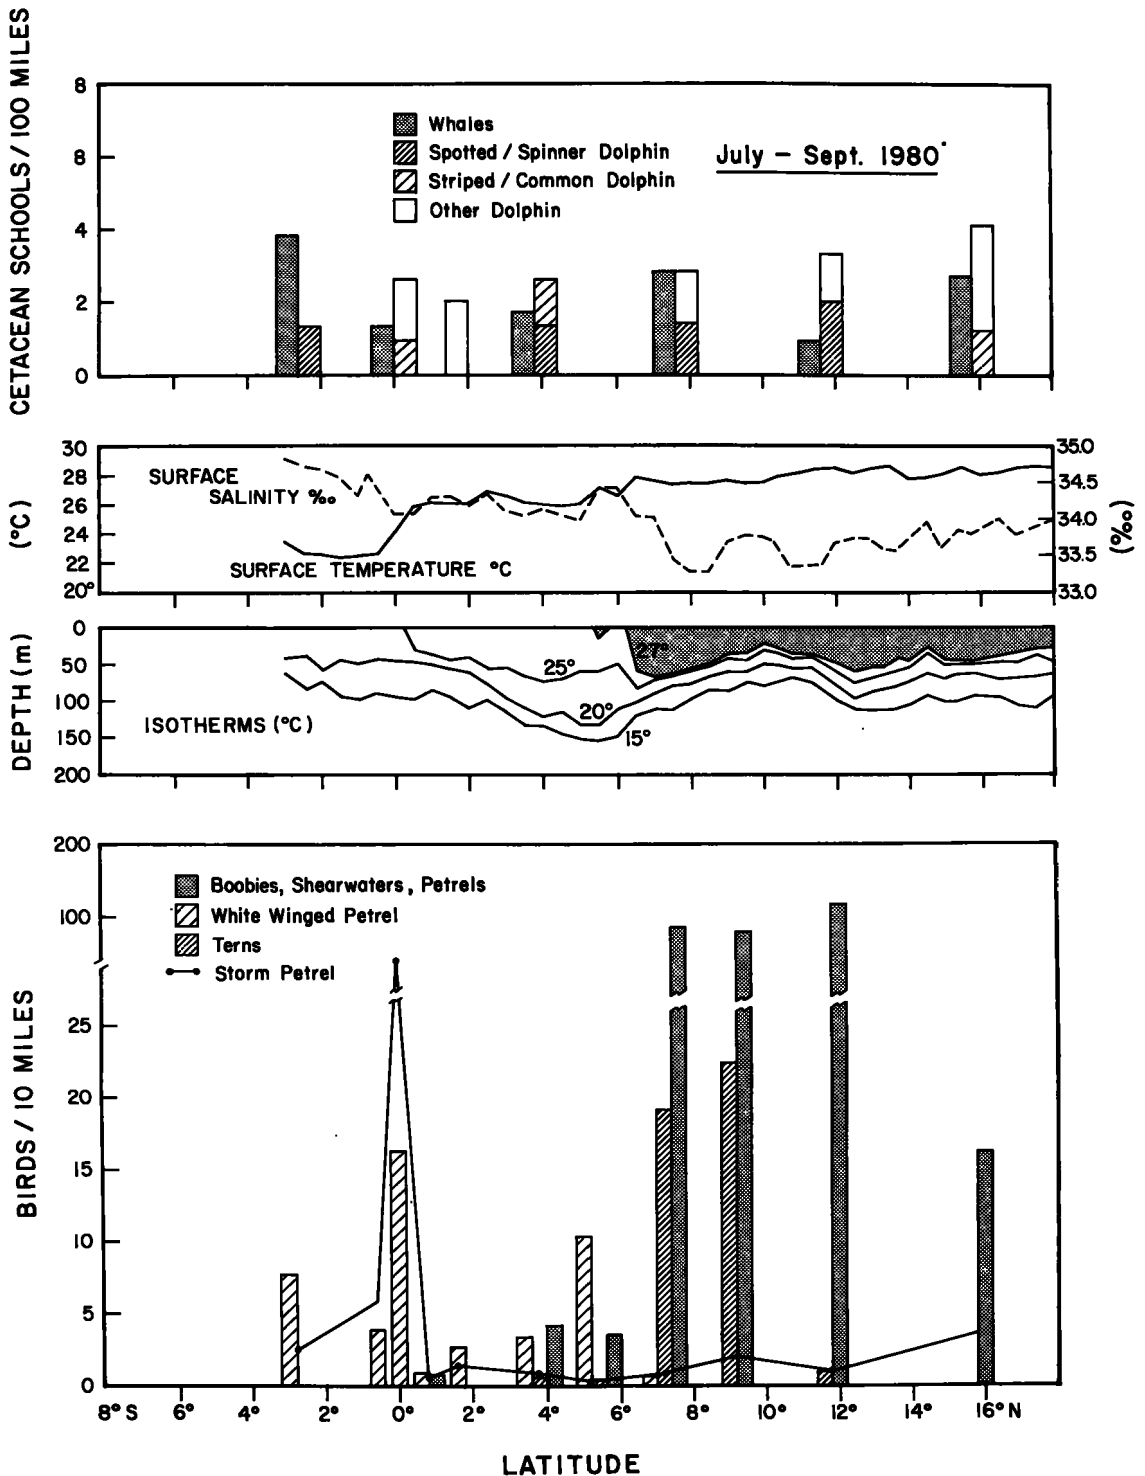 CETACEAN SCHOOLS / 100 MILES
8
8
4
2
0
Whales
Spotted / Spinner Dolphin
Striped / Common Dolphin
Other Dolphin
July – Sept. 1980
(°C)
30
28
26
24
22
20°
SURFACE
SALINITY ‰
SURFACE TEMPERATURE °C
35.0
34.5
34.0
33.5
33.0
(‰)
DEPTH (m)
0
50
100
150
200
ISOTHERMS (°C)
25°
27°
20°
15°
BIRDS / 10 MILES
200
100
25
20
15
10
5
0
Boobies, Shearwaters, Petrels
White Winged Petrel
Terns
Storm Petrel
8° S 6° 4° 2° 0° 2° 4° 6° 8° 10° 12° 14° 16° N
LATITUDE